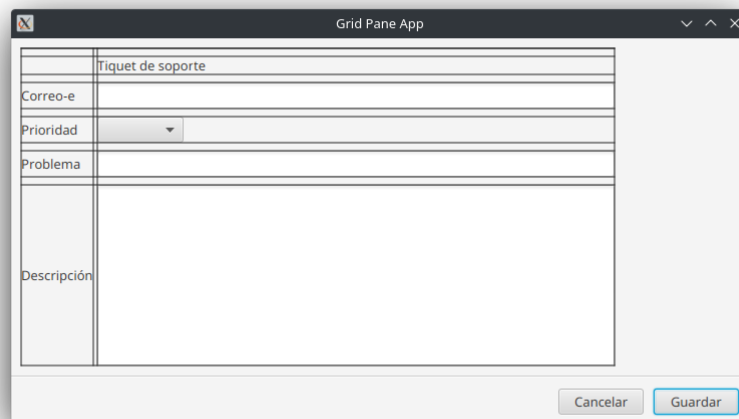 Grid Pane App
Tiquet de soporte
Correo-e
Prioridad
Problema
Descripción
Cancelar
Guardar